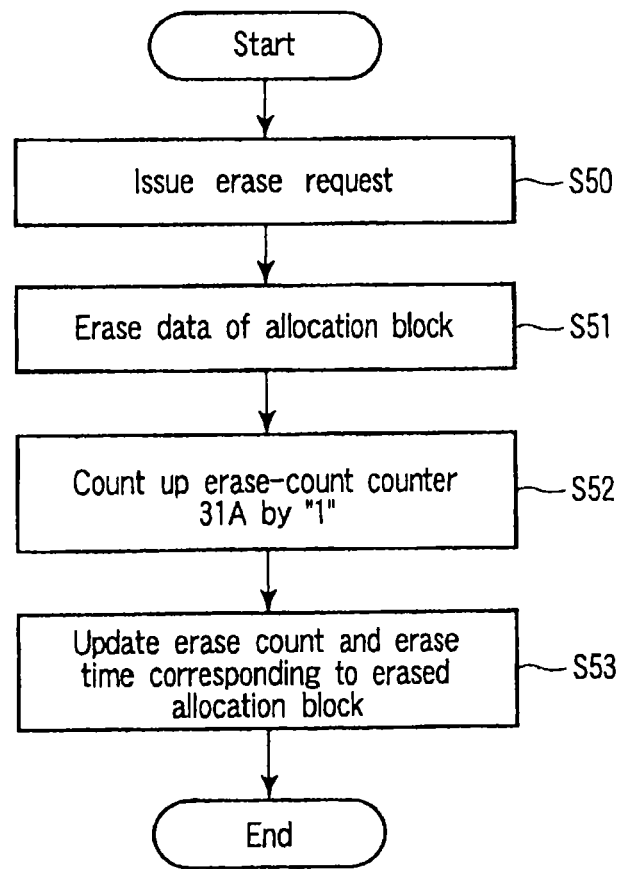 Start
Issue erase request
S50
Erase data of allocation block
S51
Count up erase-count counter
31A by "1"
S52
Update erase count and erase
time corresponding to erased
allocation block
S53
End